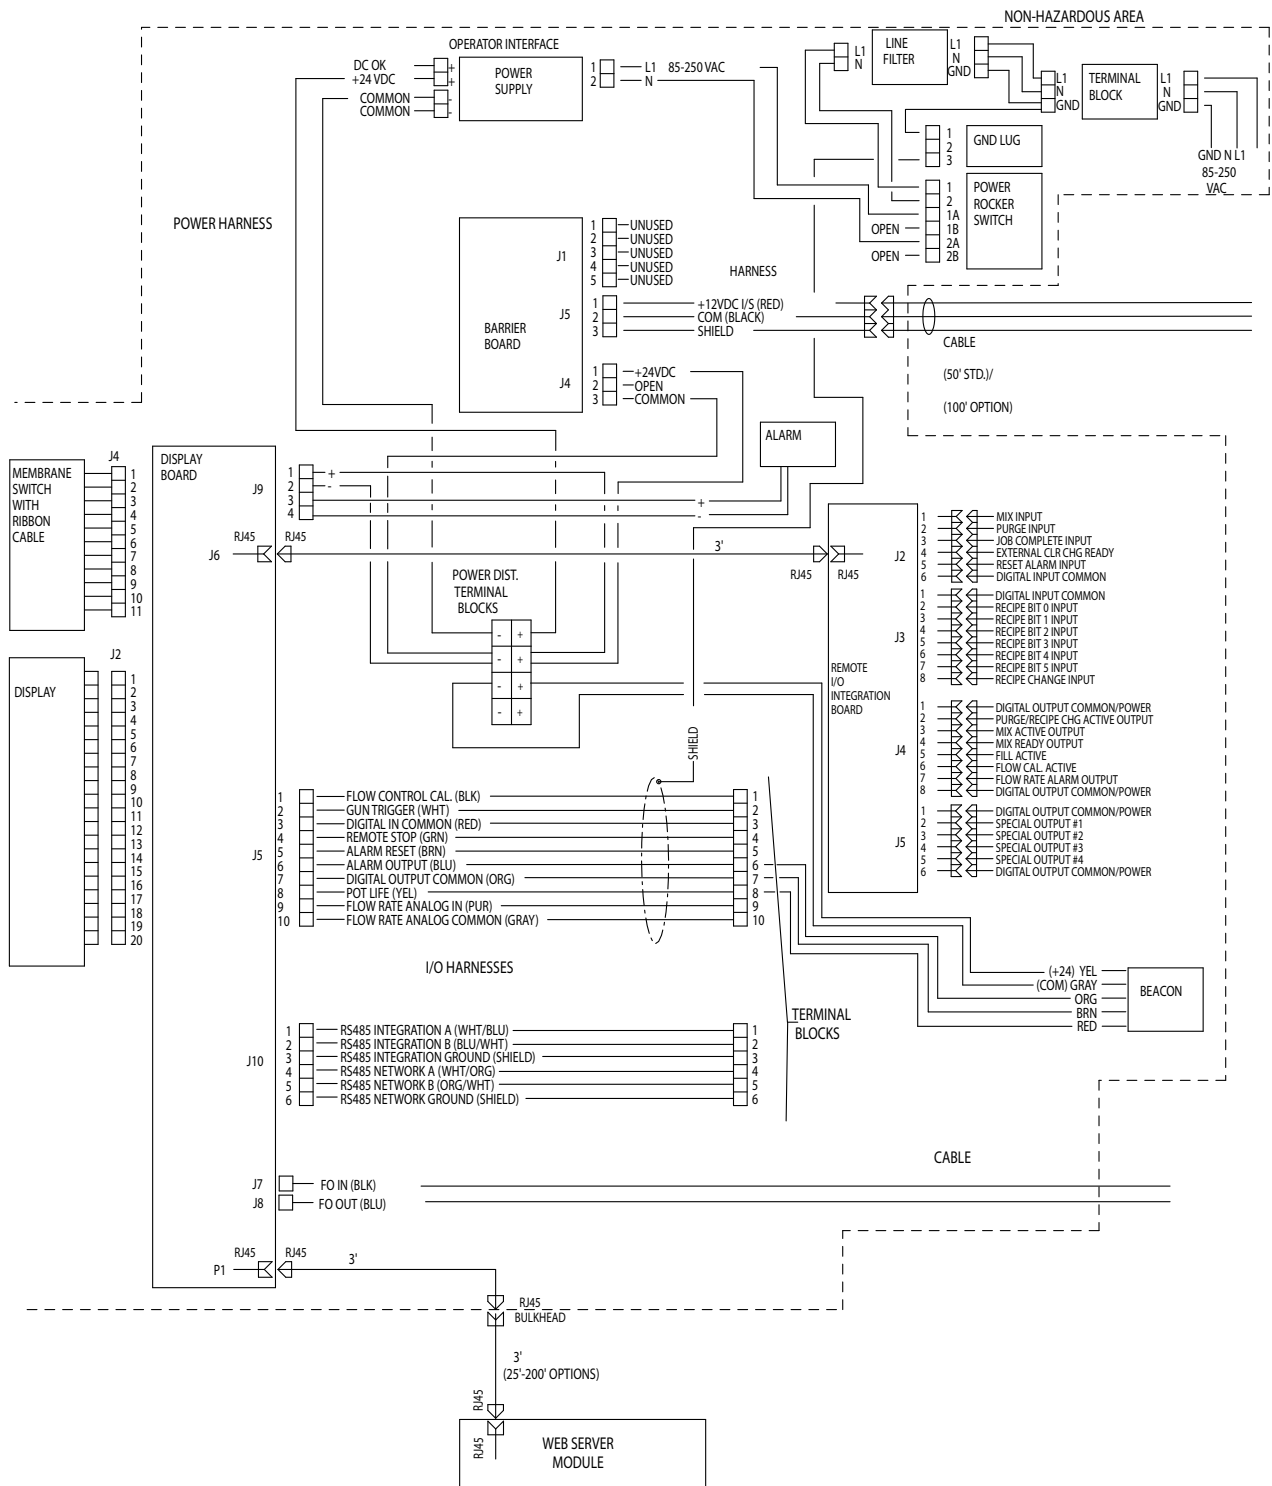 NON-HAZARDOUS AREA
OPERATOR INTERFACE
DC OK
+24 VDC
COMMON
COMMON
+
+
-
-
POWER
SUPPLY
1
2
L1 85-250 VAC
N
L1
N
LINE
FILTER
L1
N
GND
L1
N
GND
TERMINAL
BLOCK
L1
N
GND
GND N L1
85-250
VAC
1
2
3
GND LUG
1
2
1A
OPEN 1B
2A
OPEN 2B
POWER
ROCKER
SWITCH
POWER HARNESS
BARRIER
BOARD
J1
1 UNUSED
2 UNUSED
3 UNUSED
4 UNUSED
5 UNUSED
HARNESS
J5
1 +12VDC I/S (RED)
2 COM (BLACK)
3 SHIELD
J4
1 +24VDC
2 OPEN
3 COMMON
CABLE
(50' STD.)/
(100' OPTION)
ALARM
MEMBRANE
SWITCH
WITH
RIBBON
CABLE
J4
1
2
3
4
5
6
7
8
9
10
11
DISPLAY
BOARD
J9
1 +
2 -
3 +
4 -
J6 RJ45 RJ45
3'
RJ45 RJ45
POWER DIST.
TERMINAL
BLOCKS
- +
- +
- +
- +
DISPLAY
J2
1
2
3
4
5
6
7
8
9
10
11
12
13
14
15
16
17
18
19
20
REMOTE
I/O
INTEGRATION
BOARD
J2
1 MIX INPUT
2 PURGE INPUT
3 JOB COMPLETE INPUT
4 EXTERNAL CLR CHG READY
5 RESET ALARM INPUT
6 DIGITAL INPUT COMMON
J3
1 DIGITAL INPUT COMMON
2 RECIPE BIT 0 INPUT
3 RECIPE BIT 1 INPUT
4 RECIPE BIT 2 INPUT
5 RECIPE BIT 3 INPUT
6 RECIPE BIT 4 INPUT
7 RECIPE BIT 5 INPUT
8 RECIPE CHANGE INPUT
J4
1 DIGITAL OUTPUT COMMON/POWER
2 PURGE/RECIPE CHG ACTIVE OUTPUT
3 MIX ACTIVE OUTPUT
4 MIX READY OUTPUT
5 FILL ACTIVE
6 FLOW CAL. ACTIVE
7 FLOW RATE ALARM OUTPUT
8 DIGITAL OUTPUT COMMON/POWER
J5
1 DIGITAL OUTPUT COMMON/POWER
2 SPECIAL OUTPUT #1
3 SPECIAL OUTPUT #2
4 SPECIAL OUTPUT #3
5 SPECIAL OUTPUT #4
6 DIGITAL OUTPUT COMMON/POWER
SHIELD
J5
1 FLOW CONTROL CAL. (BLK) 1
2 GUN TRIGGER (WHT) 2
3 DIGITAL IN COMMON (RED) 3
4 REMOTE STOP (GRN) 4
5 ALARM RESET (BRN) 5
6 ALARM OUTPUT (BLU) 6
7 DIGITAL OUTPUT COMMON (ORG) 7
8 POT LIFE (YEL) 8
9 FLOW RATE ANALOG IN (PUR) 9
10 FLOW RATE ANALOG COMMON (GRAY) 10
I/O HARNESSES
(+24) YEL
(COM) GRAY
ORG
BRN
RED
BEACON
TERMINAL
BLOCKS
J10
1 RS485 INTEGRATION A (WHT/BLU) 1
2 RS485 INTEGRATION B (BLU/WHT) 2
3 RS485 INTEGRATION GROUND (SHIELD) 3
4 RS485 NETWORK A (WHT/ORG) 4
5 RS485 NETWORK B (ORG/WHT) 5
6 RS485 NETWORK GROUND (SHIELD) 6
CABLE
J7 FO IN (BLK)
J8 FO OUT (BLU)
P1 RJ45 RJ45
3'
RJ45
BULKHEAD
3'
(25'-200' OPTIONS)
RJ45
RJ45
WEB SERVER
MODULE